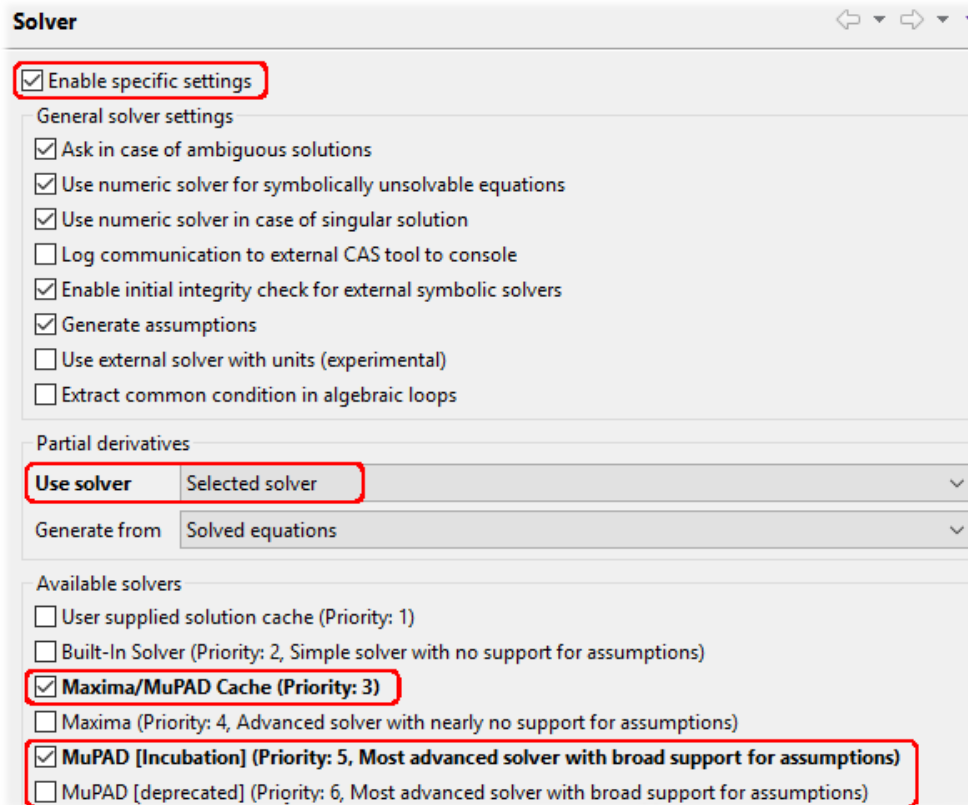 Solver
Enable specific settings
General solver settings
Ask in case of ambiguous solutions
Use numeric solver for symbolically unsolvable equations
Use numeric solver in case of singular solution
Log communication to external CAS tool to console
Enable initial integrity check for external symbolic solvers
Generate assumptions
Use external solver with units (experimental)
Extract common condition in algebraic loops
Partial derivatives
Use solver Selected solver
Generate from Solved equations
Available solvers
User supplied solution cache (Priority: 1)
Built-In Solver (Priority: 2, Simple solver with no support for assumptions)
Maxima/MuPAD Cache (Priority: 3)
Maxima (Priority: 4, Advanced solver with nearly no support for assumptions)
MuPAD [Incubation] (Priority: 5, Most advanced solver with broad support for assumptions)
MuPAD [deprecated] (Priority: 6, Most advanced solver with broad support for assumptions)